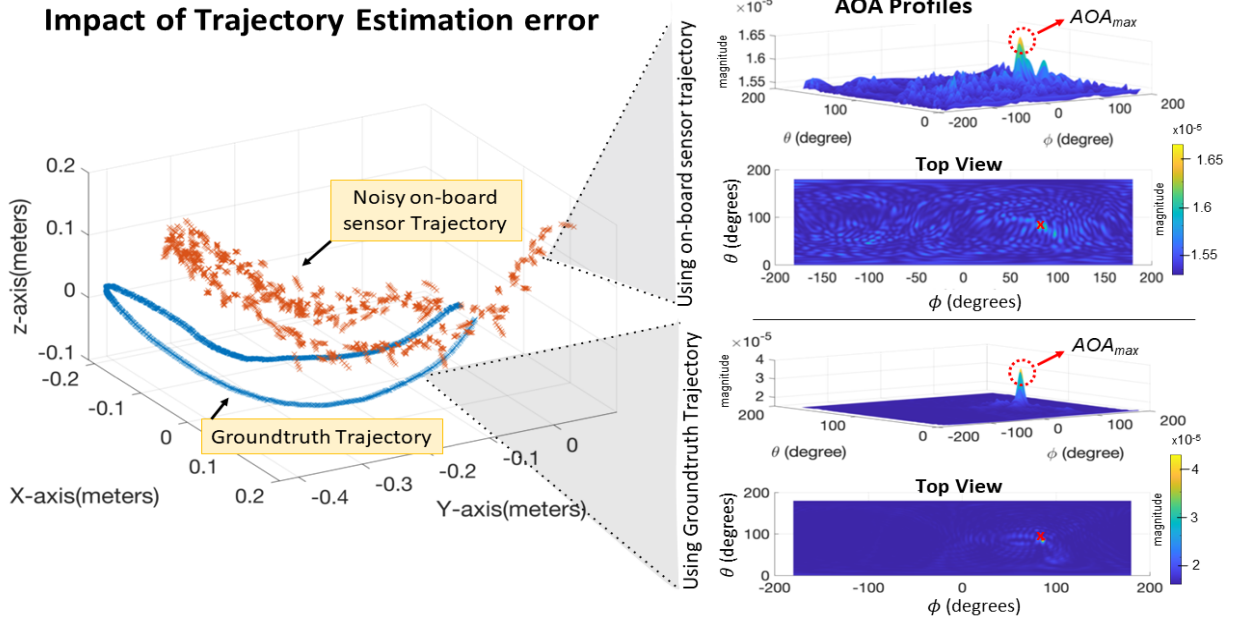 Impact of Trajectory Estimation error
z-axis(meters)
0.2
0.1
0
-0.1
-0.2
-0.1
0
0.1
0.2
X-axis(meters)
-0.4
-0.3
-0.2
-0.1
0
Y-axis(meters)
Noisy on-board
sensor Trajectory
Groundtruth Trajectory
Using on-board sensor trajectory
AOA Profiles
×10⁻⁵
AOAmax
magnitude
1.65
1.6
1.55
200
100
0
θ (degree)
-200
-100
0
100
200
ϕ (degree)
Top View
θ (degrees)
200
100
0
-200
-150
-100
-50
0
50
100
150
200
ϕ (degrees)
x
x10⁻⁵
magnitude
1.65
1.6
1.55
Using Groundtruth Trajectory
×10⁻⁵
AOAmax
magnitude
4
3
2
200
100
0
θ (degree)
-200
-100
0
100
200
ϕ (degree)
Top View
θ (degrees)
200
100
0
-200
-100
0
100
200
ϕ (degrees)
x
x10⁻⁵
magnitude
4
3
2